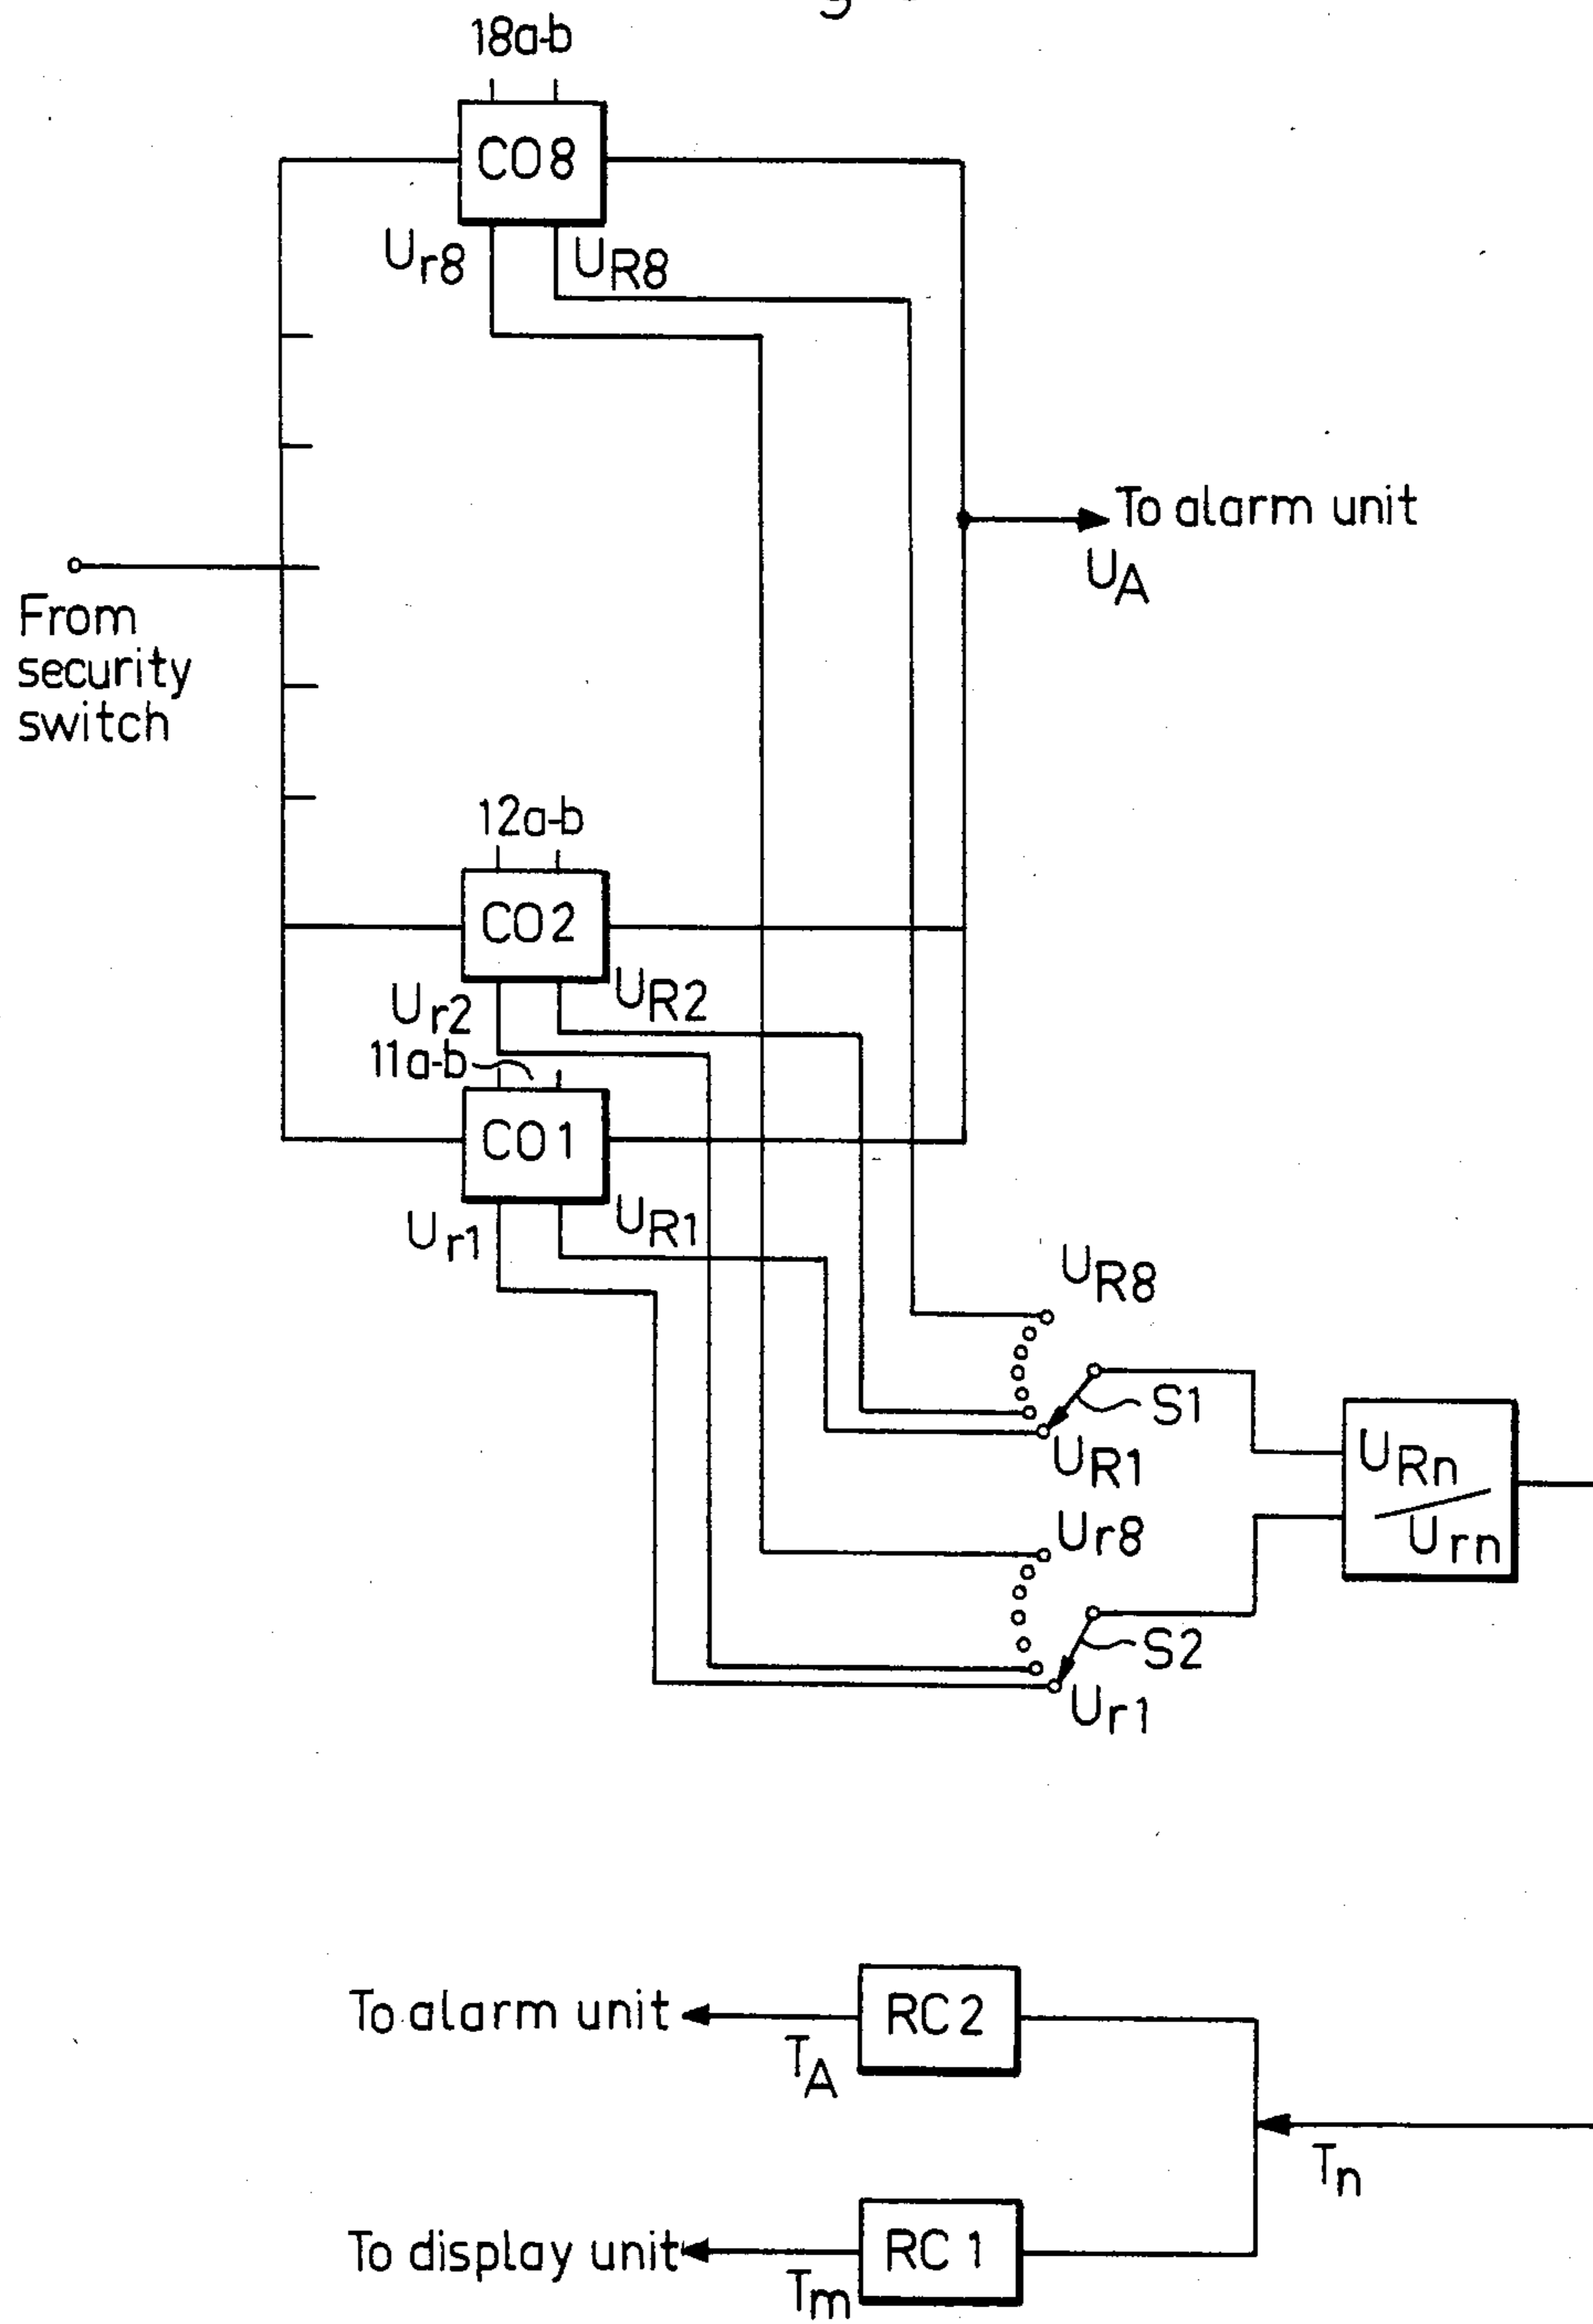 18a-b
CO8
Ur8
UR8
To alarm unit
UA
From
security
switch
12a-b
CO2
Ur2
UR2
11a-b
CO1
Ur1
UR1
UR8
S1
UR1
URn
Urn
Ur8
S2
Ur1
To alarm unit
TA
RC2
Tn
To display unit
Tm
RC1